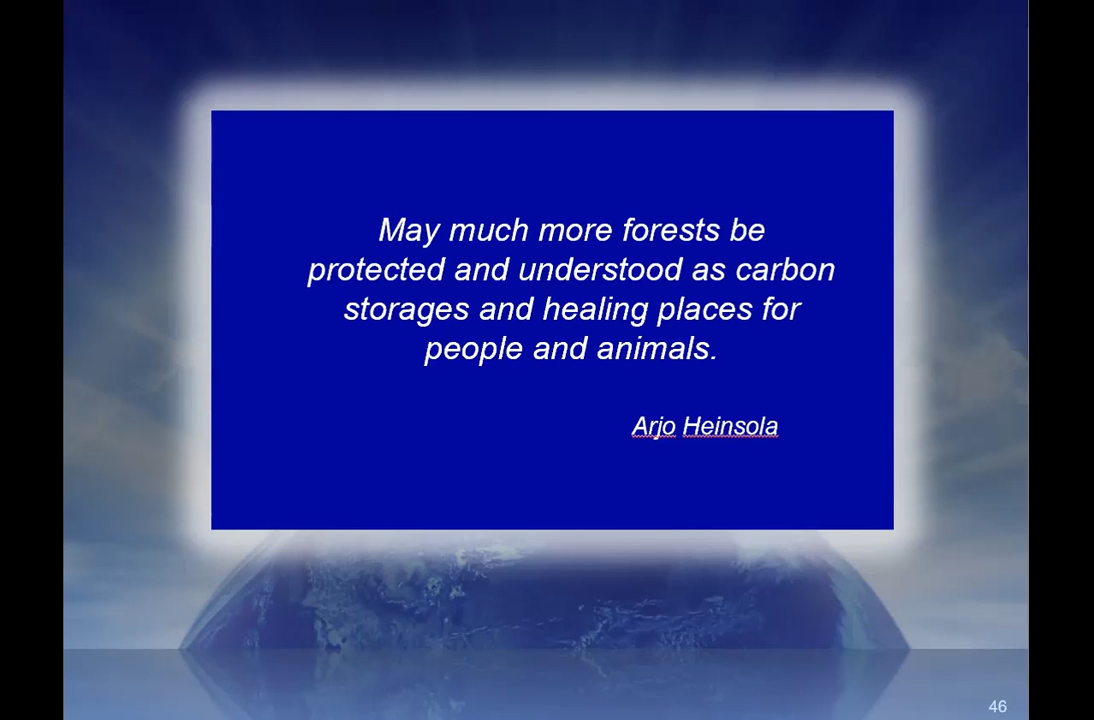 May much more forests be
protected and understood as carbon
storages and healing places for
people and animals.
Arjo Heinsola
46